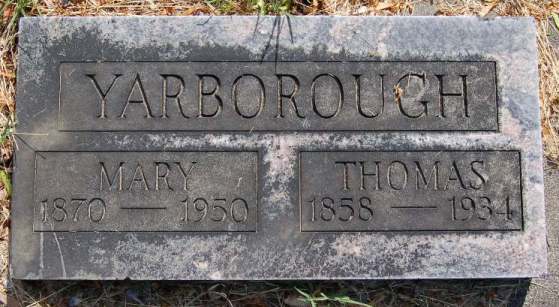 YARBOROUGH
MARY
1870 — 1950
THOMAS
1858 — 1934